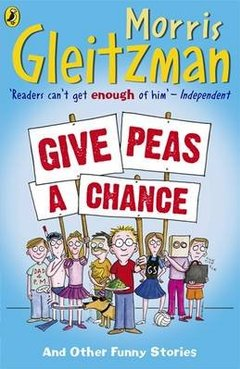 Morris
Gleitzman
'Readers can't get enough of him' – Independent
GIVE PEAS
A CHANCE
And Other Funny Stories